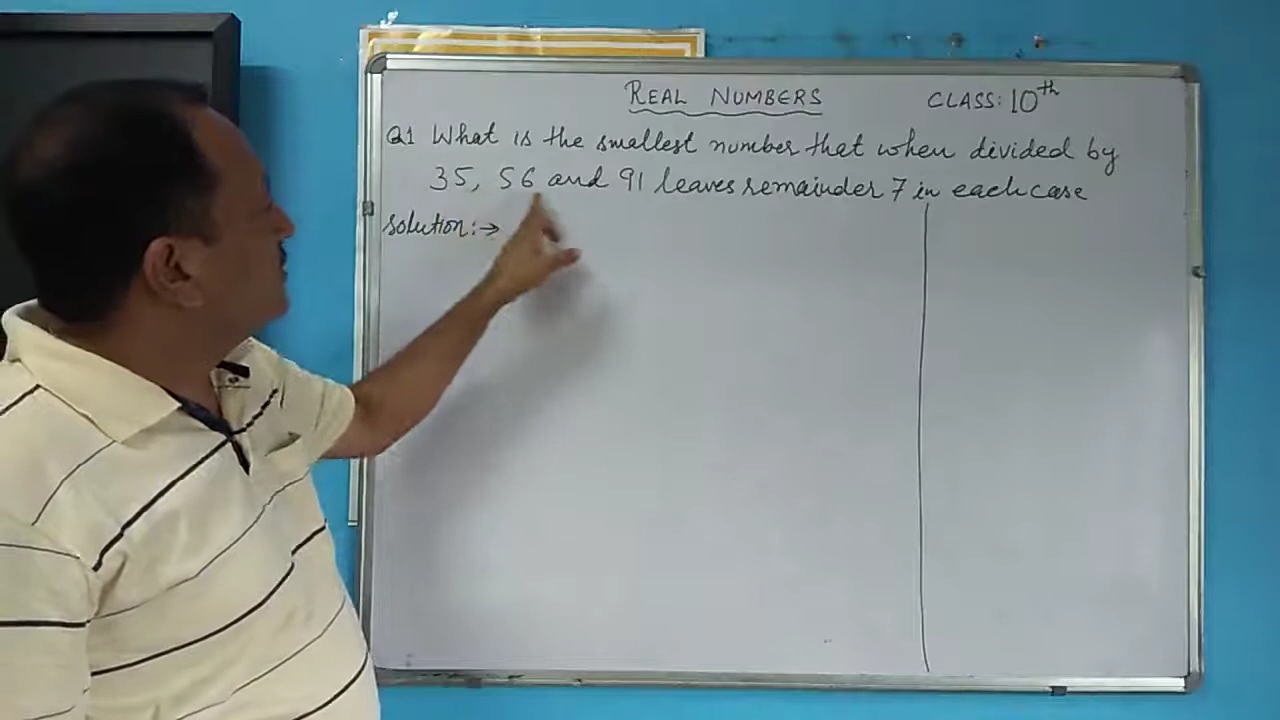 REAL NUMBERS
CLASS: 10th
Q1 What is the smallest number that when divided by
35, 56 and 91 leaves remainder 7 in each case
Solution:→